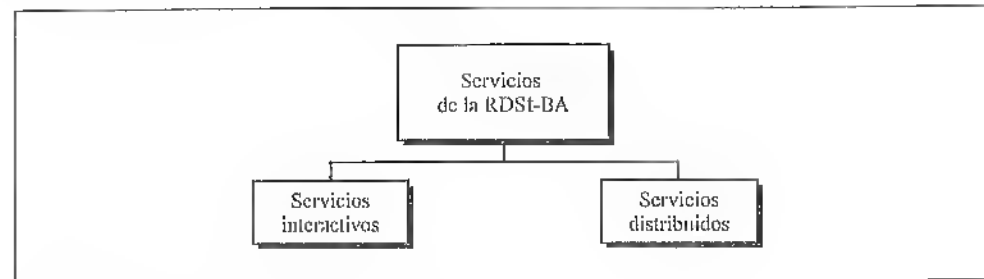 Servicios
de la RDSI-BA
Servicios
interactivos
Servicios
distribuidos